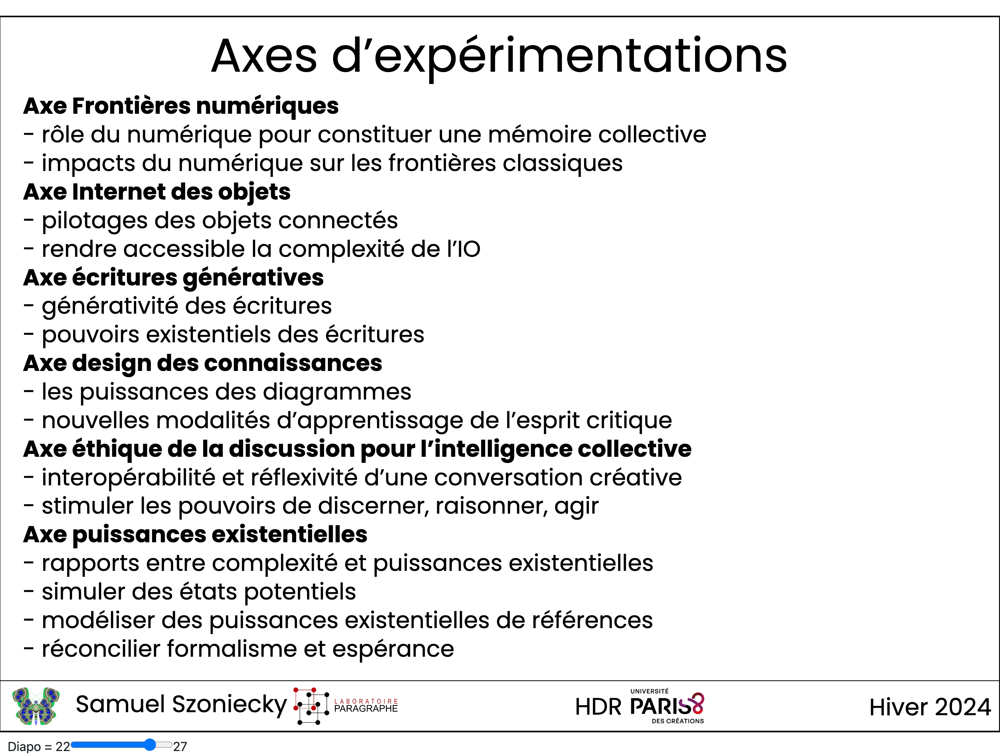 Axes d’expérimentations
Axe Frontières numériques
- rôle du numérique pour constituer une mémoire collective
- impacts du numérique sur les frontières classiques
Axe Internet des objets
- pilotages des objets connectés
- rendre accessible la complexité de l’IO
Axe écritures génératives
- générativité des écritures
- pouvoirs existentiels des écritures
Axe design des connaissances
- les puissances des diagrammes
- nouvelles modalités d’apprentissage de l’esprit critique
Axe éthique de la discussion pour l’intelligence collective
- interopérabilité et réflexivité d’une conversation créative
- stimuler les pouvoirs de discerner, raisonner, agir
Axe puissances existentielles
- rapports entre complexité et puissances existentielles
- simuler des états potentiels
- modéliser des puissances existentielles de références
- réconcilier formalisme et espérance
Samuel Szoniecky
LABORATOIRE
PARAGRAPHE
HDR
UNIVERSITÉ
PARIS 8
DES CRÉATIONS
Hiver 2024
Diapo = 22 27